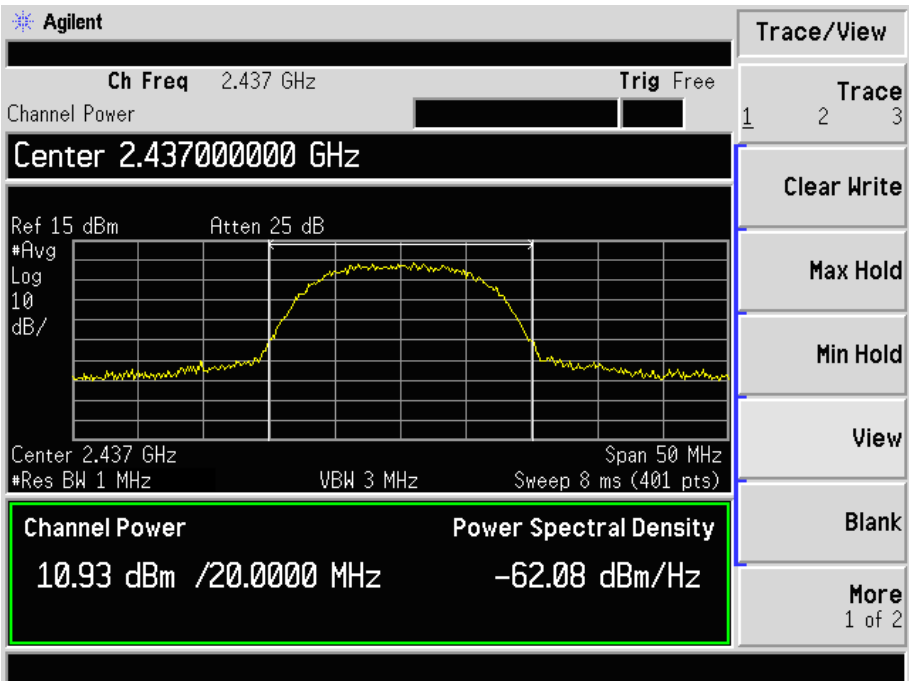 Agilent
Trace/View
Ch Freq 2.437 GHz Trig Free
Channel Power
Trace
1 2 3
Center 2.437000000 GHz
Clear Write
Ref 15 dBm Atten 25 dB
#Avg
Log
10
dB/
Max Hold
Min Hold
Center 2.437 GHz Span 50 MHz
#Res BW 1 MHz VBW 3 MHz Sweep 8 ms (401 pts)
View
Channel Power Power Spectral Density
10.93 dBm /20.0000 MHz -62.08 dBm/Hz
Blank
More
1 of 2